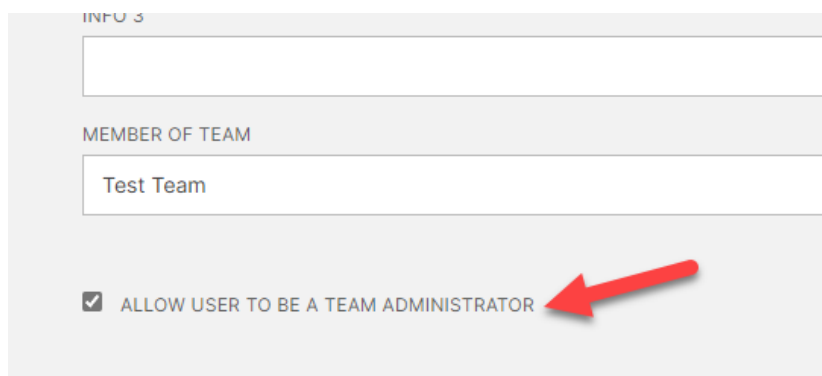 INFO 3
MEMBER OF TEAM
Test Team
ALLOW USER TO BE A TEAM ADMINISTRATOR